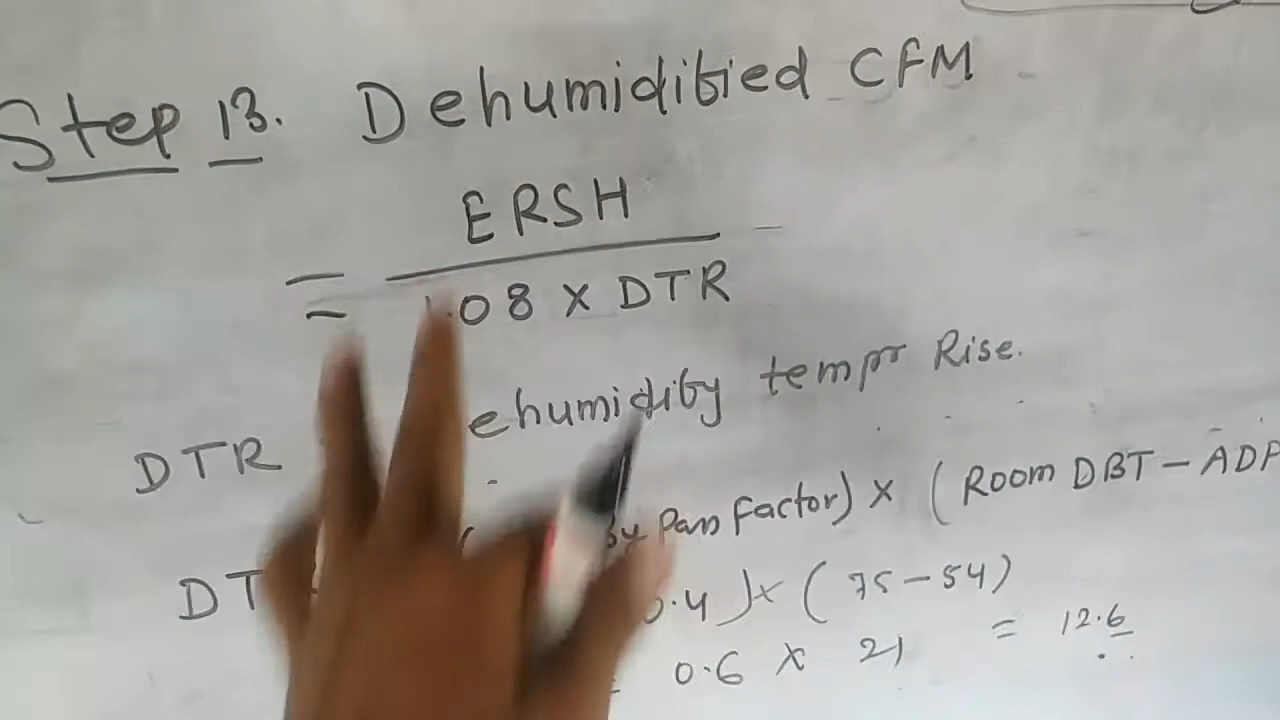 Step 13. Dehumidified CFM
= ERSH
.08 X DTR
DTR ehumidify tempr Rise.
DT By Pass Factor) X (Room DBT - ADP
0.4) X (75-54)
0.6 X 21 = 12.6